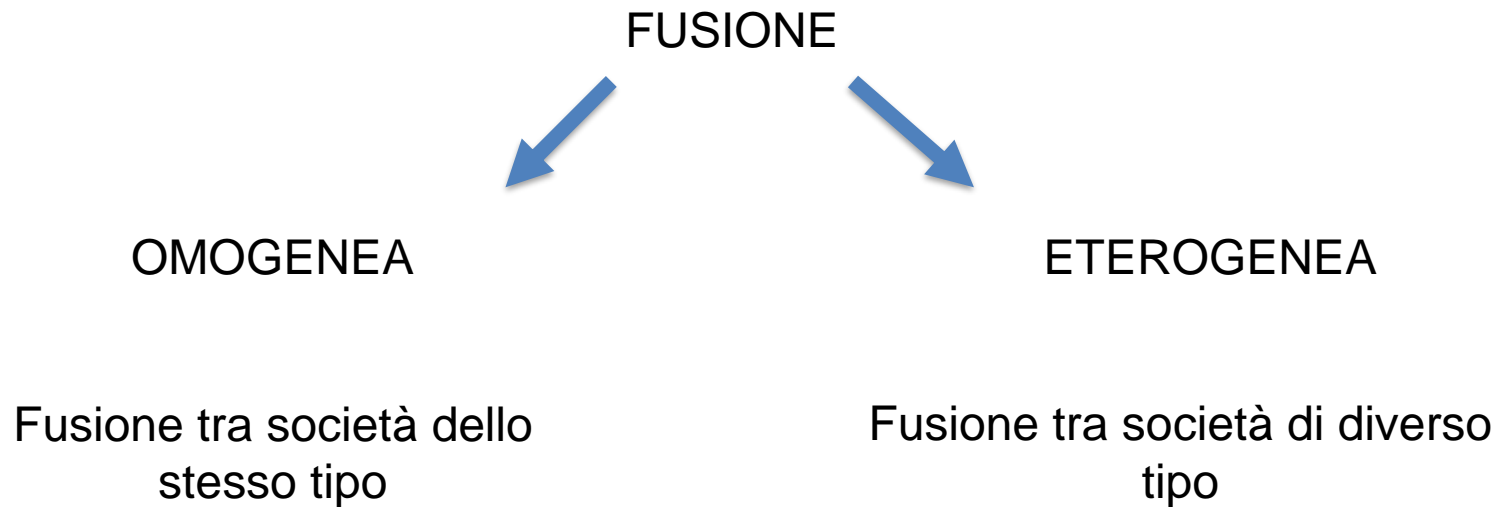 FUSIONE
OMOGENEA
ETEROGENEA
Fusione tra società dello
stesso tipo
Fusione tra società di diverso
tipo